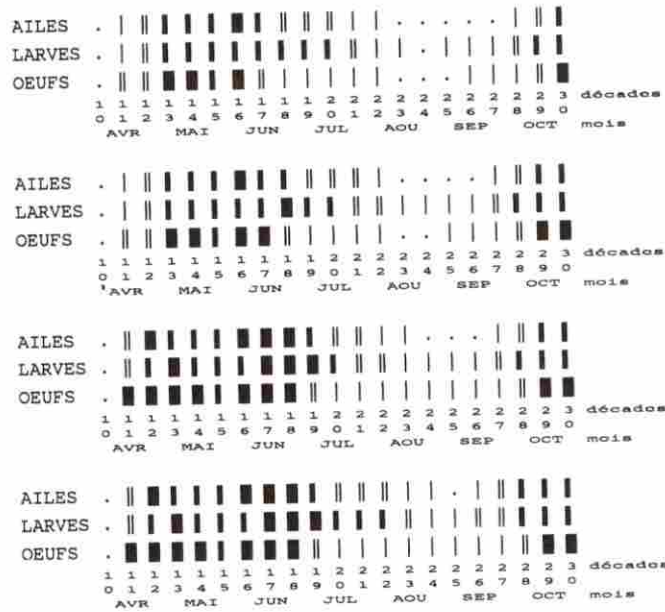 AILES
LARVES
OEUFS
1 1 1 1 1 1 1 1 1 1 2 2 2 2 2 2 2 2 2 2 3 décados
0 1 2 3 4 5 6 7 8 9 0 1 2 3 4 5 6 7 8 9 0
AVR MAI JUN JUL AOU SEP OCT mois
AILES
LARVES
OEUFS
1 1 1 1 1 1 1 1 1 1 2 2 2 2 2 2 2 2 2 2 3 décados
0 1 2 3 4 5 6 7 8 9 0 1 2 3 4 5 6 7 8 9 0
AVR MAI JUN JUL AOU SEP OCT mois
AILES
LARVES
OEUFS
1 1 1 1 1 1 1 1 1 1 2 2 2 2 2 2 2 2 2 2 3 décados
0 1 2 3 4 5 6 7 8 9 0 1 2 3 4 5 6 7 8 9 0
AVR MAI JUN JUL AOU SEP OCT mois
AILES
LARVES
OEUFS
1 1 1 1 1 1 1 1 1 1 2 2 2 2 2 2 2 2 2 2 3 décados
0 1 2 3 4 5 6 7 8 9 0 1 2 3 4 5 6 7 8 9 0
AVR MAI JUN JUL AOU SEP OCT mois